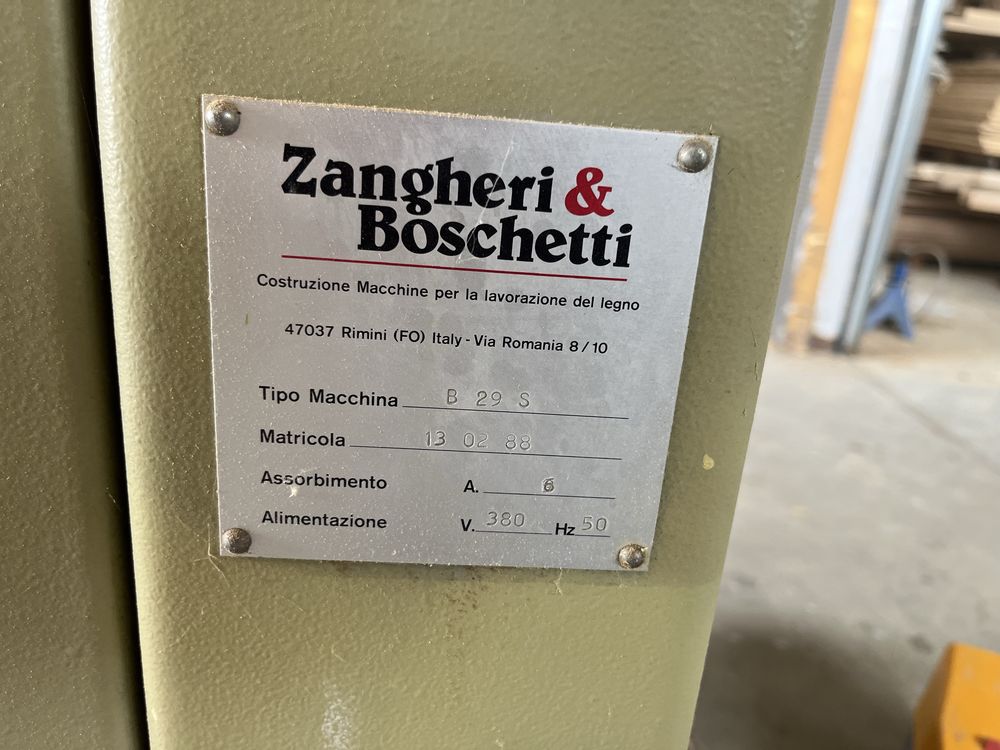 Zangheri &
Boschetti
Costruzione Macchine per la lavorazione del legno
47037 Rimini (FO) Italy - Via Romania 8/10
Tipo Macchina B 29 S
Matricola 13 02 88
Assorbimento A. 6
Alimentazione V. 380 Hz 50